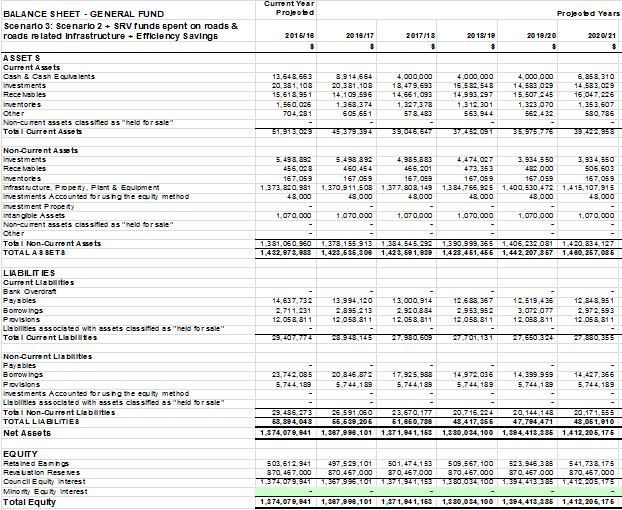 Current Year
BALANCE SHEET - GENERAL FUND Projected Projected Years
Scenario 3: Scenario 2 + SRV funds spent on roads &
roads related Infrastructure + Efficiency Savings 2015/16 2016/17 2017/18 2018/19 2019/20 2020/21
$ $ $ $ $ $
ASSETS
Current Assets
Cash & Cash Equivalents 13,648,663 8,914,664 4,000,000 4,000,000 4,000,000 6,858,310
Investments 20,381,108 20,381,108 18,479,693 16,582,548 14,583,029 14,583,029
Receivables 15,618,951 14,109,596 14,661,093 14,993,297 15,507,245 16,047,226
Inventories 1,560,026 1,368,374 1,327,378 1,312,301 1,323,070 1,353,607
Other 704,281 605,651 578,483 563,944 562,432 580,786
Non-current assets classified as "held for sale" - - - - - -
Total Current Assets 51,913,029 45,379,394 39,046,647 37,452,091 35,975,776 39,422,958
Non-Current Assets
Investments 5,498,892 5,498,892 4,985,883 4,474,027 3,934,550 3,934,550
Receivables 456,028 460,454 466,201 473,353 482,000 506,603
Inventories 167,059 167,059 167,059 167,059 167,059 167,059
Infrastructure, Property, Plant & Equipment 1,373,820,981 1,370,911,508 1,377,808,149 1,384,766,925 1,400,530,472 1,415,107,915
Investments Accounted for using the equity method 48,000 48,000 48,000 48,000 48,000 48,000
Investment Property - - - - - -
Intangible Assets 1,070,000 1,070,000 1,070,000 1,070,000 1,070,000 1,070,000
Non-current assets classified as "held for sale" - - - - - -
Other - - - - - -
Total Non-Current Assets 1,381,060,960 1,378,155,913 1,384,545,292 1,390,999,365 1,406,232,081 1,420,834,127
TOTAL ASSETS 1,432,973,988 1,423,535,306 1,423,591,939 1,428,451,455 1,442,207,857 1,460,257,085
LIABILITIES
Current Liabilities
Bank Overdraft - - - - - -
Payables 14,637,732 13,994,120 13,000,914 12,688,367 12,519,436 12,848,951
Borrowings 2,711,231 2,895,213 2,920,884 2,953,952 3,072,077 2,972,593
Provisions 12,058,811 12,058,811 12,058,811 12,058,811 12,058,811 12,058,811
Liabilities associated with assets classified as "held for sale" - - - - - -
Total Current Liabilities 29,407,774 28,948,145 27,980,609 27,701,131 27,650,324 27,880,355
Non-Current Liabilities
Payables - - - - - -
Borrowings 23,742,085 20,846,872 17,925,988 14,972,036 14,399,959 14,427,366
Provisions 5,744,189 5,744,189 5,744,189 5,744,189 5,744,189 5,744,189
Investments Accounted for using the equity method - - - - - -
Liabilities associated with assets classified as "held for sale" - - - - - -
Total Non-Current Liabilities 29,486,273 26,591,060 23,670,177 20,716,224 20,144,148 20,171,555
TOTAL LIABILITIES 58,894,048 55,539,205 51,650,786 48,417,355 47,794,471 48,051,910
Net Assets 1,374,079,941 1,367,996,101 1,371,941,153 1,380,034,100 1,394,413,385 1,412,205,175
EQUITY
Retained Earnings 503,612,941 497,529,101 501,474,153 509,567,100 523,946,385 541,738,175
Revaluation Reserves 870,467,000 870,467,000 870,467,000 870,467,000 870,467,000 870,467,000
Council Equity Interest 1,374,079,941 1,367,996,101 1,371,941,153 1,380,034,100 1,394,413,385 1,412,205,175
Minority Equity Interest - - - - - -
Total Equity 1,374,079,941 1,367,996,101 1,371,941,153 1,380,034,100 1,394,413,385 1,412,205,175